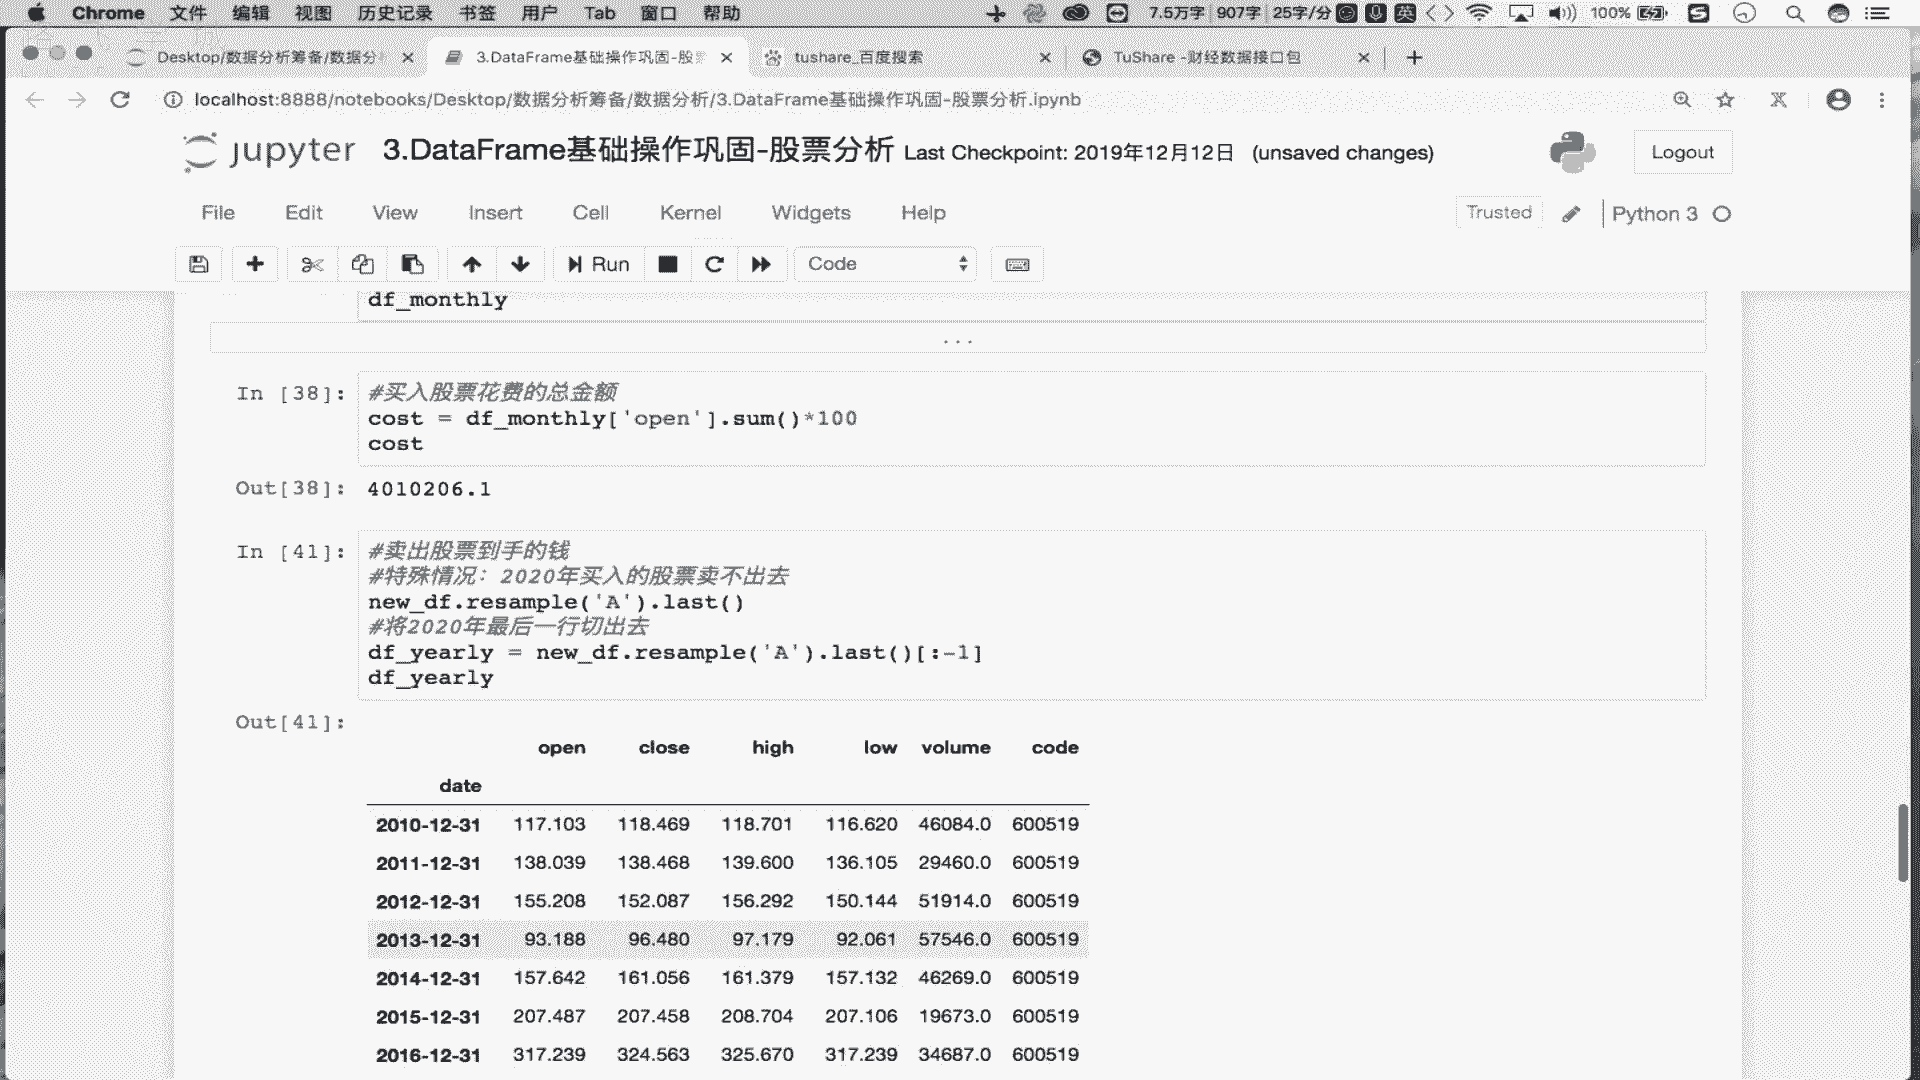 Chrome 文件 编辑 视图 历史记录 书签 用户 Tab 窗口 帮助 7.5万字 907字 25字/分 英 100%
Desktop/数据分析筹备/数据分 3.DataFrame基础操作巩固-股 tushare_百度搜索 TuShare -财经数据接口包
localhost:8888/notebooks/Desktop/数据分析筹备/数据分析/3.DataFrame基础操作巩固-股票分析.ipynb
jupyter 3.DataFrame基础操作巩固-股票分析 Last Checkpoint: 2019年12月12日 (unsaved changes) Logout
File Edit View Insert Cell Kernel Widgets Help Trusted Python 3
Run Code
df_monthly
...
In [38]: #买入股票花费的总金额
cost = df_monthly['open'].sum()*100
cost
Out[38]: 4010206.1
In [41]: #卖出股票到手的钱
#特殊情况：2020年买入的股票卖不出去
new_df.resample('A').last()
#将2020年最后一行切出去
df_yearly = new_df.resample('A').last()[:-1]
df_yearly
Out[41]:
open close high low volume code
date
2010-12-31 117.103 118.469 118.701 116.620 46084.0 600519
2011-12-31 138.039 138.468 139.600 136.105 29460.0 600519
2012-12-31 155.208 152.087 156.292 150.144 51914.0 600519
2013-12-31 93.188 96.480 97.179 92.061 57546.0 600519
2014-12-31 157.642 161.056 161.379 157.132 46269.0 600519
2015-12-31 207.487 207.458 208.704 207.106 19673.0 600519
2016-12-31 317.239 324.563 325.670 317.239 34687.0 600519